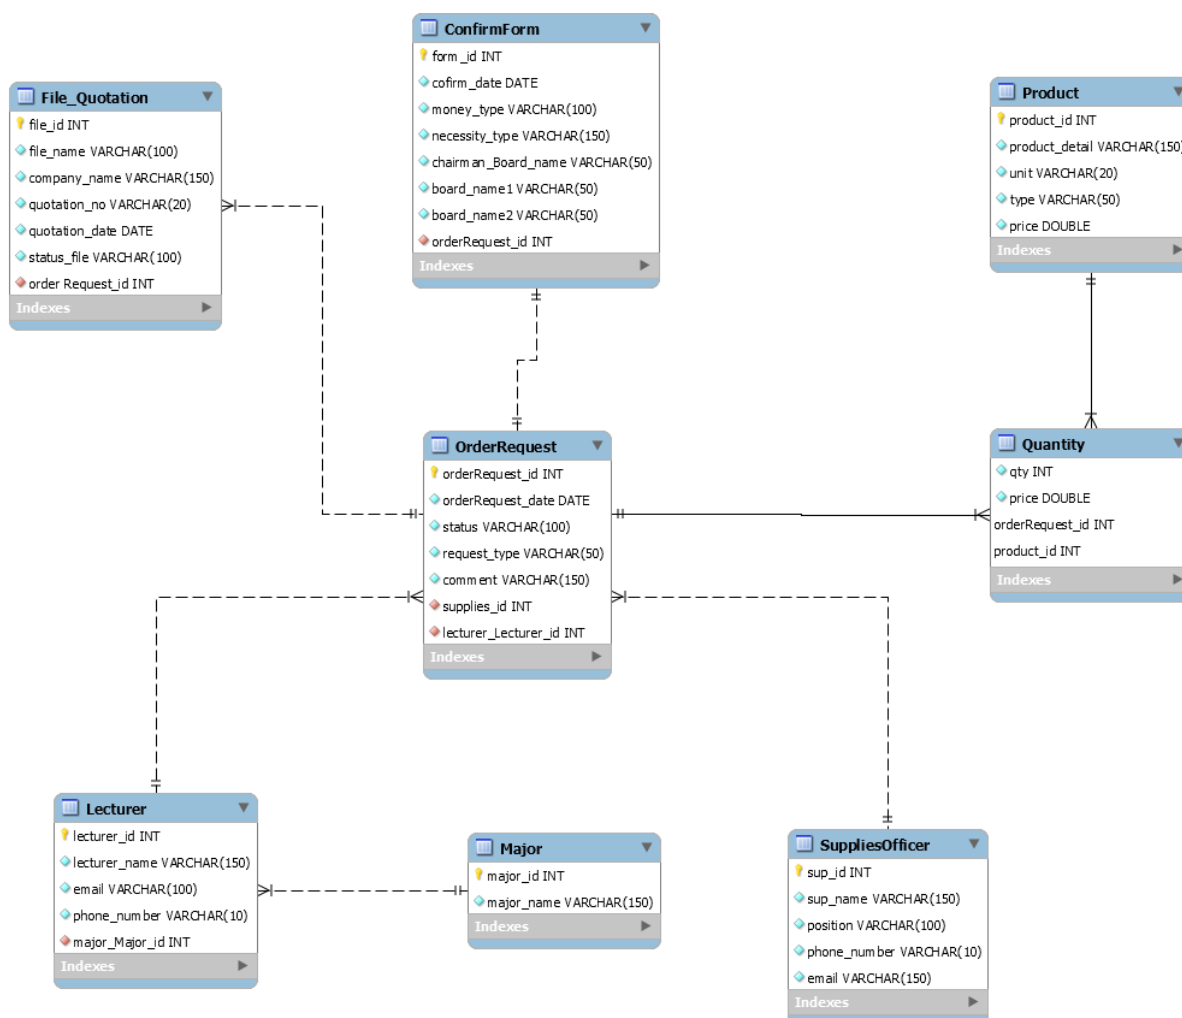 ConfirmForm
form_id INT
cofirm_date DATE
money_type VARCHAR(100)
necessity_type VARCHAR(150)
chairman_Board_name VARCHAR(50)
board_name1 VARCHAR(50)
board_name2 VARCHAR(50)
orderRequest_id INT
Indexes
File_Quotation
file_id INT
file_name VARCHAR(100)
company_name VARCHAR(150)
quotation_no VARCHAR(20)
quotation_date DATE
status_file VARCHAR(100)
order Request_id INT
Indexes
Product
product_id INT
product_detail VARCHAR(150)
unit VARCHAR(20)
type VARCHAR(50)
price DOUBLE
Indexes
OrderRequest
orderRequest_id INT
orderRequest_date DATE
status VARCHAR(100)
request_type VARCHAR(50)
comment VARCHAR(150)
supplies_id INT
lecturer_Lecturer_id INT
Indexes
Quantity
qty INT
price DOUBLE
orderRequest_id INT
product_id INT
Indexes
Lecturer
lecturer_id INT
lecturer_name VARCHAR(150)
email VARCHAR(100)
phone_number VARCHAR(10)
major_Major_id INT
Indexes
Major
major_id INT
major_name VARCHAR(150)
Indexes
SuppliesOfficer
sup_id INT
sup_name VARCHAR(150)
position VARCHAR(100)
phone_number VARCHAR(10)
email VARCHAR(150)
Indexes